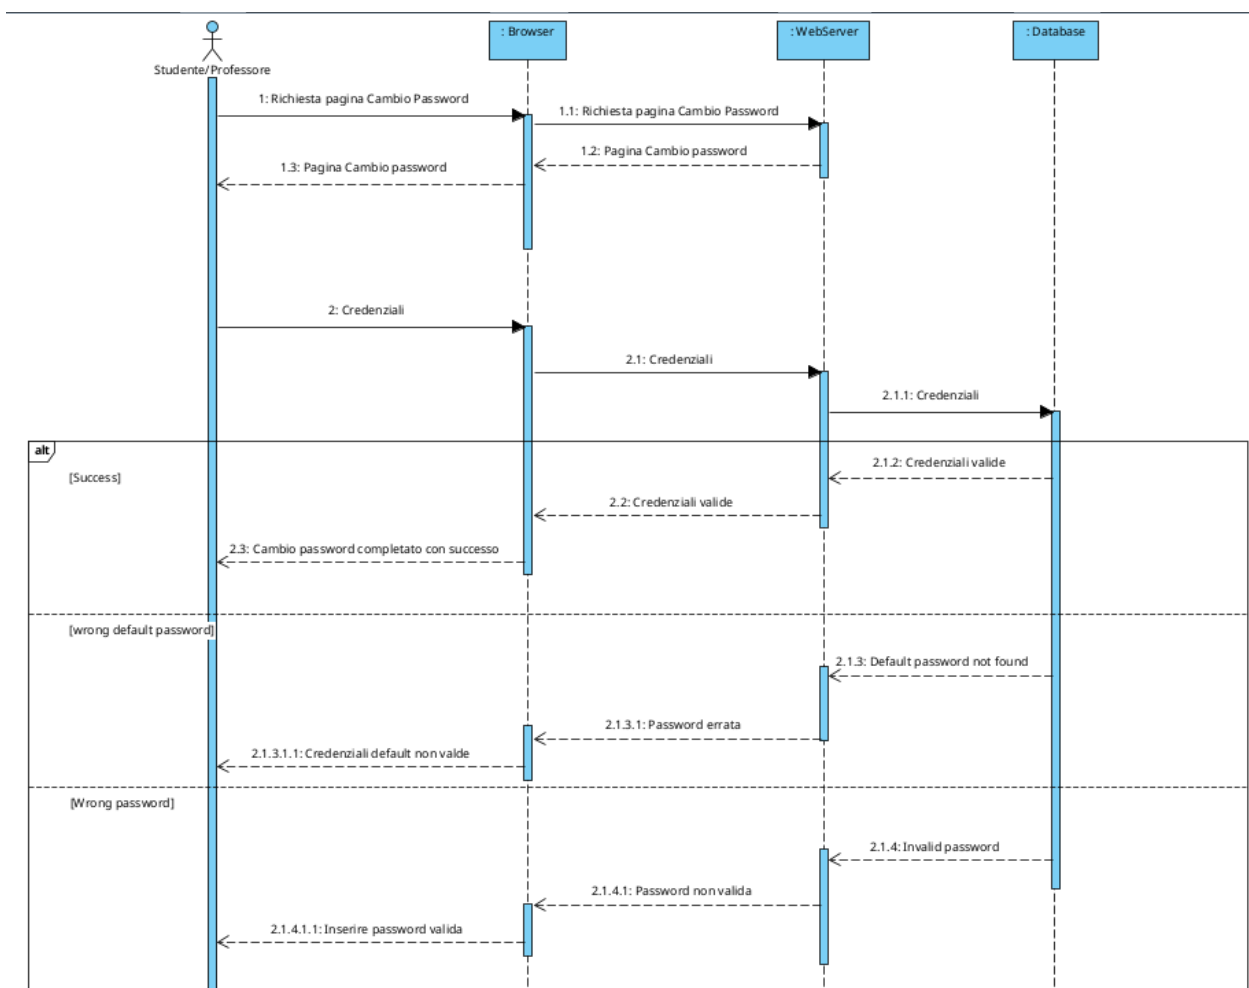 : Browser
: WebServer
: Database
Studente/Professore
1: Richiesta pagina Cambio Password
1.1: Richiesta pagina Cambio Password
1.2: Pagina Cambio password
1.3: Pagina Cambio password
2: Credenziali
2.1: Credenziali
2.1.1: Credenziali
alt
[Success]
2.1.2: Credenziali valide
2.2: Credenziali valide
2.3: Cambio password completato con successo
[wrong default password]
2.1.3: Default password not found
2.1.3.1: Password errata
2.1.3.1.1: Credenziali default non valde
[Wrong password]
2.1.4: Invalid password
2.1.4.1: Password non valida
2.1.4.1.1: Inserire password valida